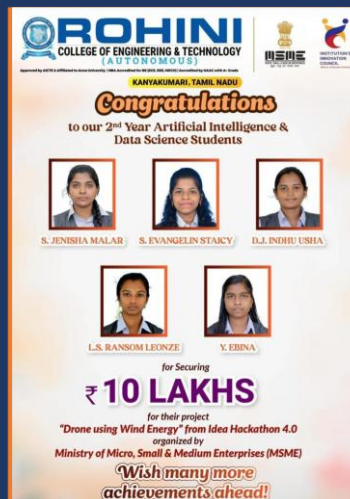 ROHINI
COLLEGE OF ENGINEERING & TECHNOLOGY
(AUTONOMOUS)
KANYAKUMARI, TAMIL NADU
MSME
INSTITUTION'S
INNOVATION
COUNCIL
Congratulations
to our 2nd Year Artificial Intelligence &
Data Science Students
S. JENISHA MALAR
S. EVANGELIN STAICY
D.J. INDHU USHA
L.S. RANSOM LEONZE
Y. EBINA
for Securing
₹ 10 LAKHS
for their project
"Drone using Wind Energy" from Idea Hackathon 4.0
organized by
Ministry of Micro, Small & Medium Enterprises (MSME)
Wish many more
achievements ahead!